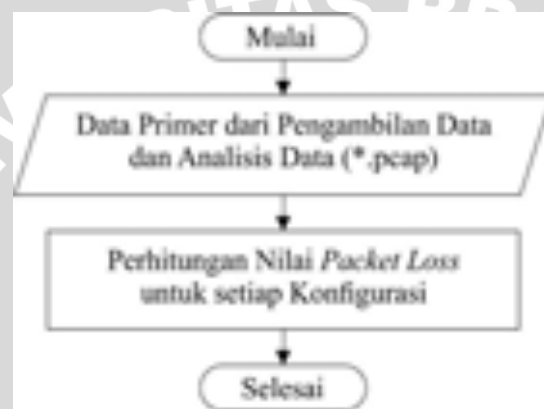 Mulai
Data Primer dari Pengambilan Data
dan Analisis Data (*.pcap)
Perhitungan Nilai Packet Loss
untuk setiap Konfigurasi
Selesai